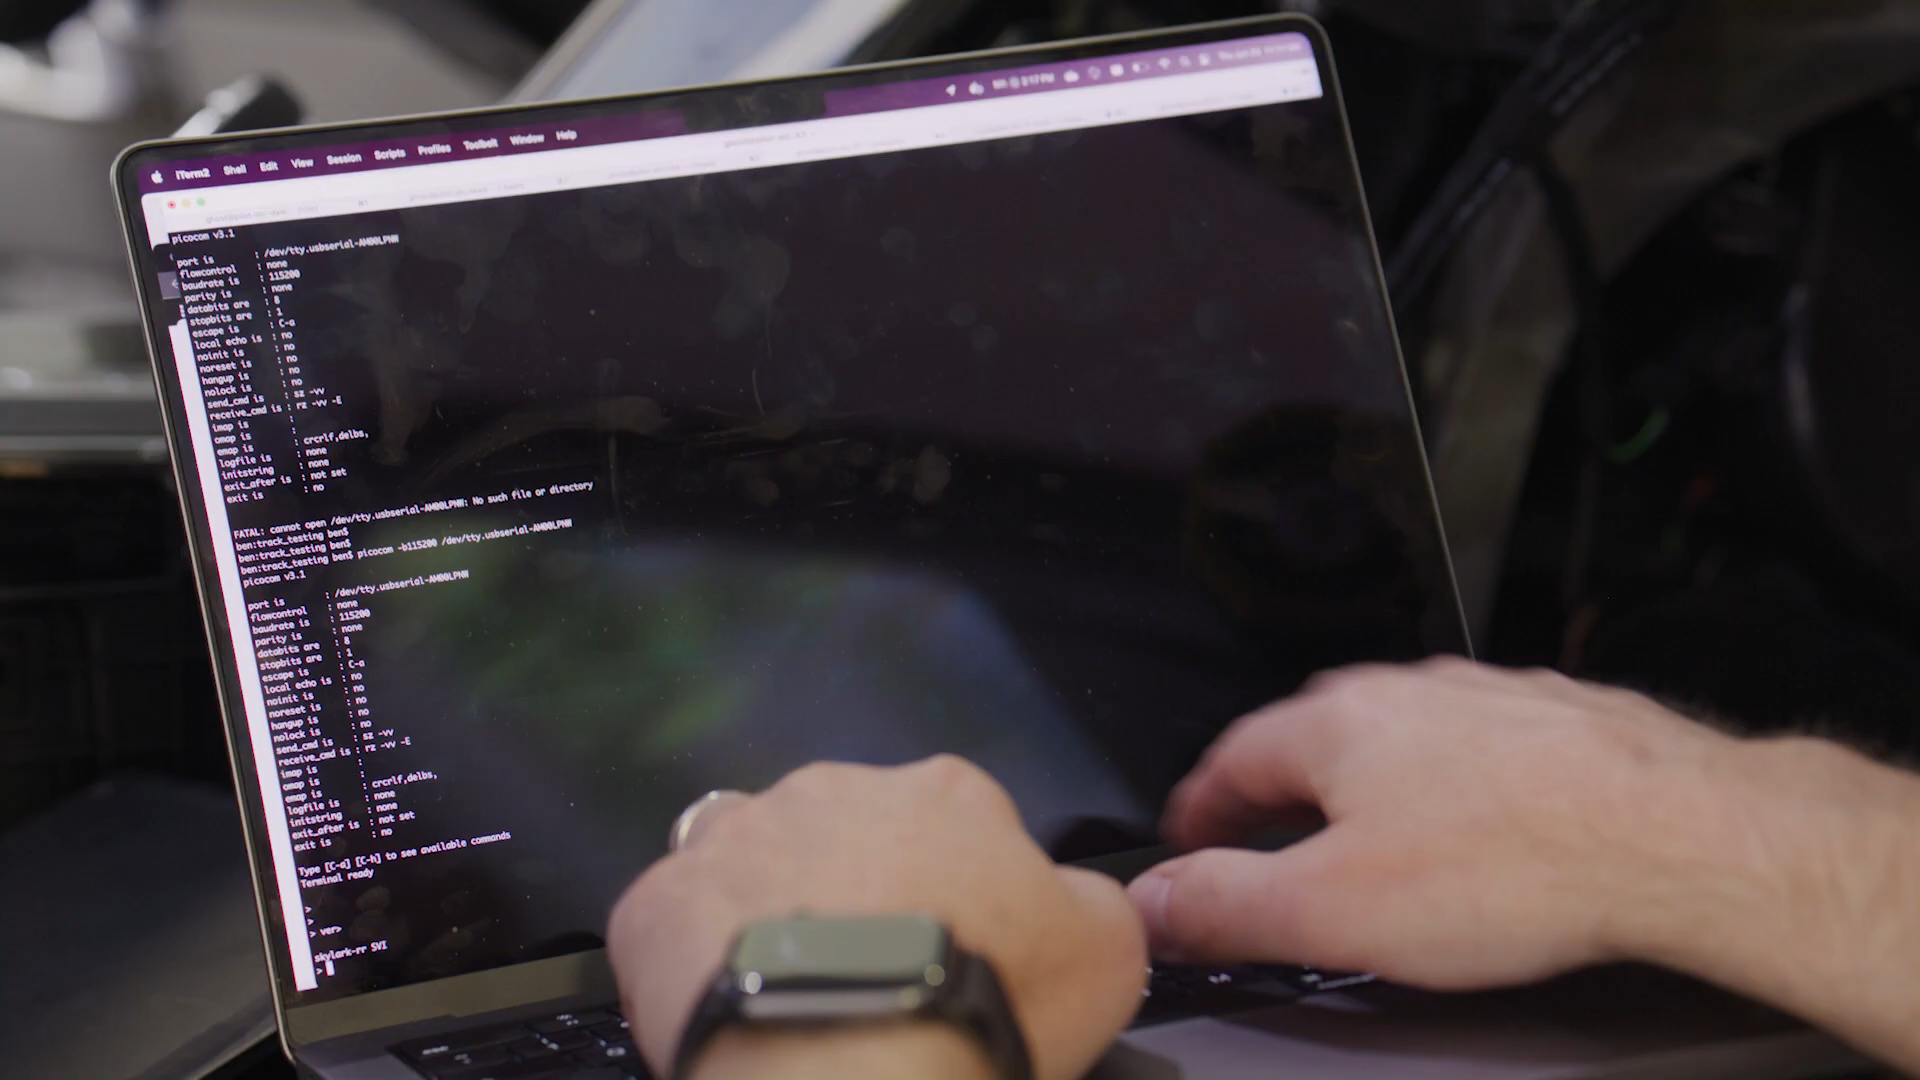 iTerm2 Shell Edit View Session Scripts Profiles Toolbelt Window Help
picocom v3.1
port is : /dev/tty.usbserial-AM00LPNW
flowcontrol : none
baudrate is : 115200
parity is : none
databits are : 8
stopbits are : 1
escape is : C-a
local echo is : no
noinit is : no
noreset is : no
hangup is : no
nolock is : no
send_cmd is : sz -vv
receive_cmd is : rz -vv -E
imap is :
omap is :
emap is : crcrlf,delbs,
logfile is : none
initstring : none
exit_after is : not set
exit is : no
FATAL: cannot open /dev/tty.usbserial-AM00LPNW: No such file or directory
ben:track_testing ben$
ben:track_testing ben$
ben:track_testing ben$ picocom -b115200 /dev/tty.usbserial-AM00LPNW
picocom v3.1
port is : /dev/tty.usbserial-AM00LPNW
flowcontrol : none
baudrate is : 115200
parity is : none
databits are : 8
stopbits are : 1
escape is : C-a
local echo is : no
noinit is : no
noreset is : no
hangup is : no
nolock is : no
send_cmd is : sz -vv
receive_cmd is : rz -vv -E
imap is :
omap is :
emap is : crcrlf,delbs,
logfile is : none
initstring : none
exit_after is : not set
exit is : no
Type [C-a] [C-h] to see available commands
Terminal ready
>
>
> ver>
skylark-rr SVI
>